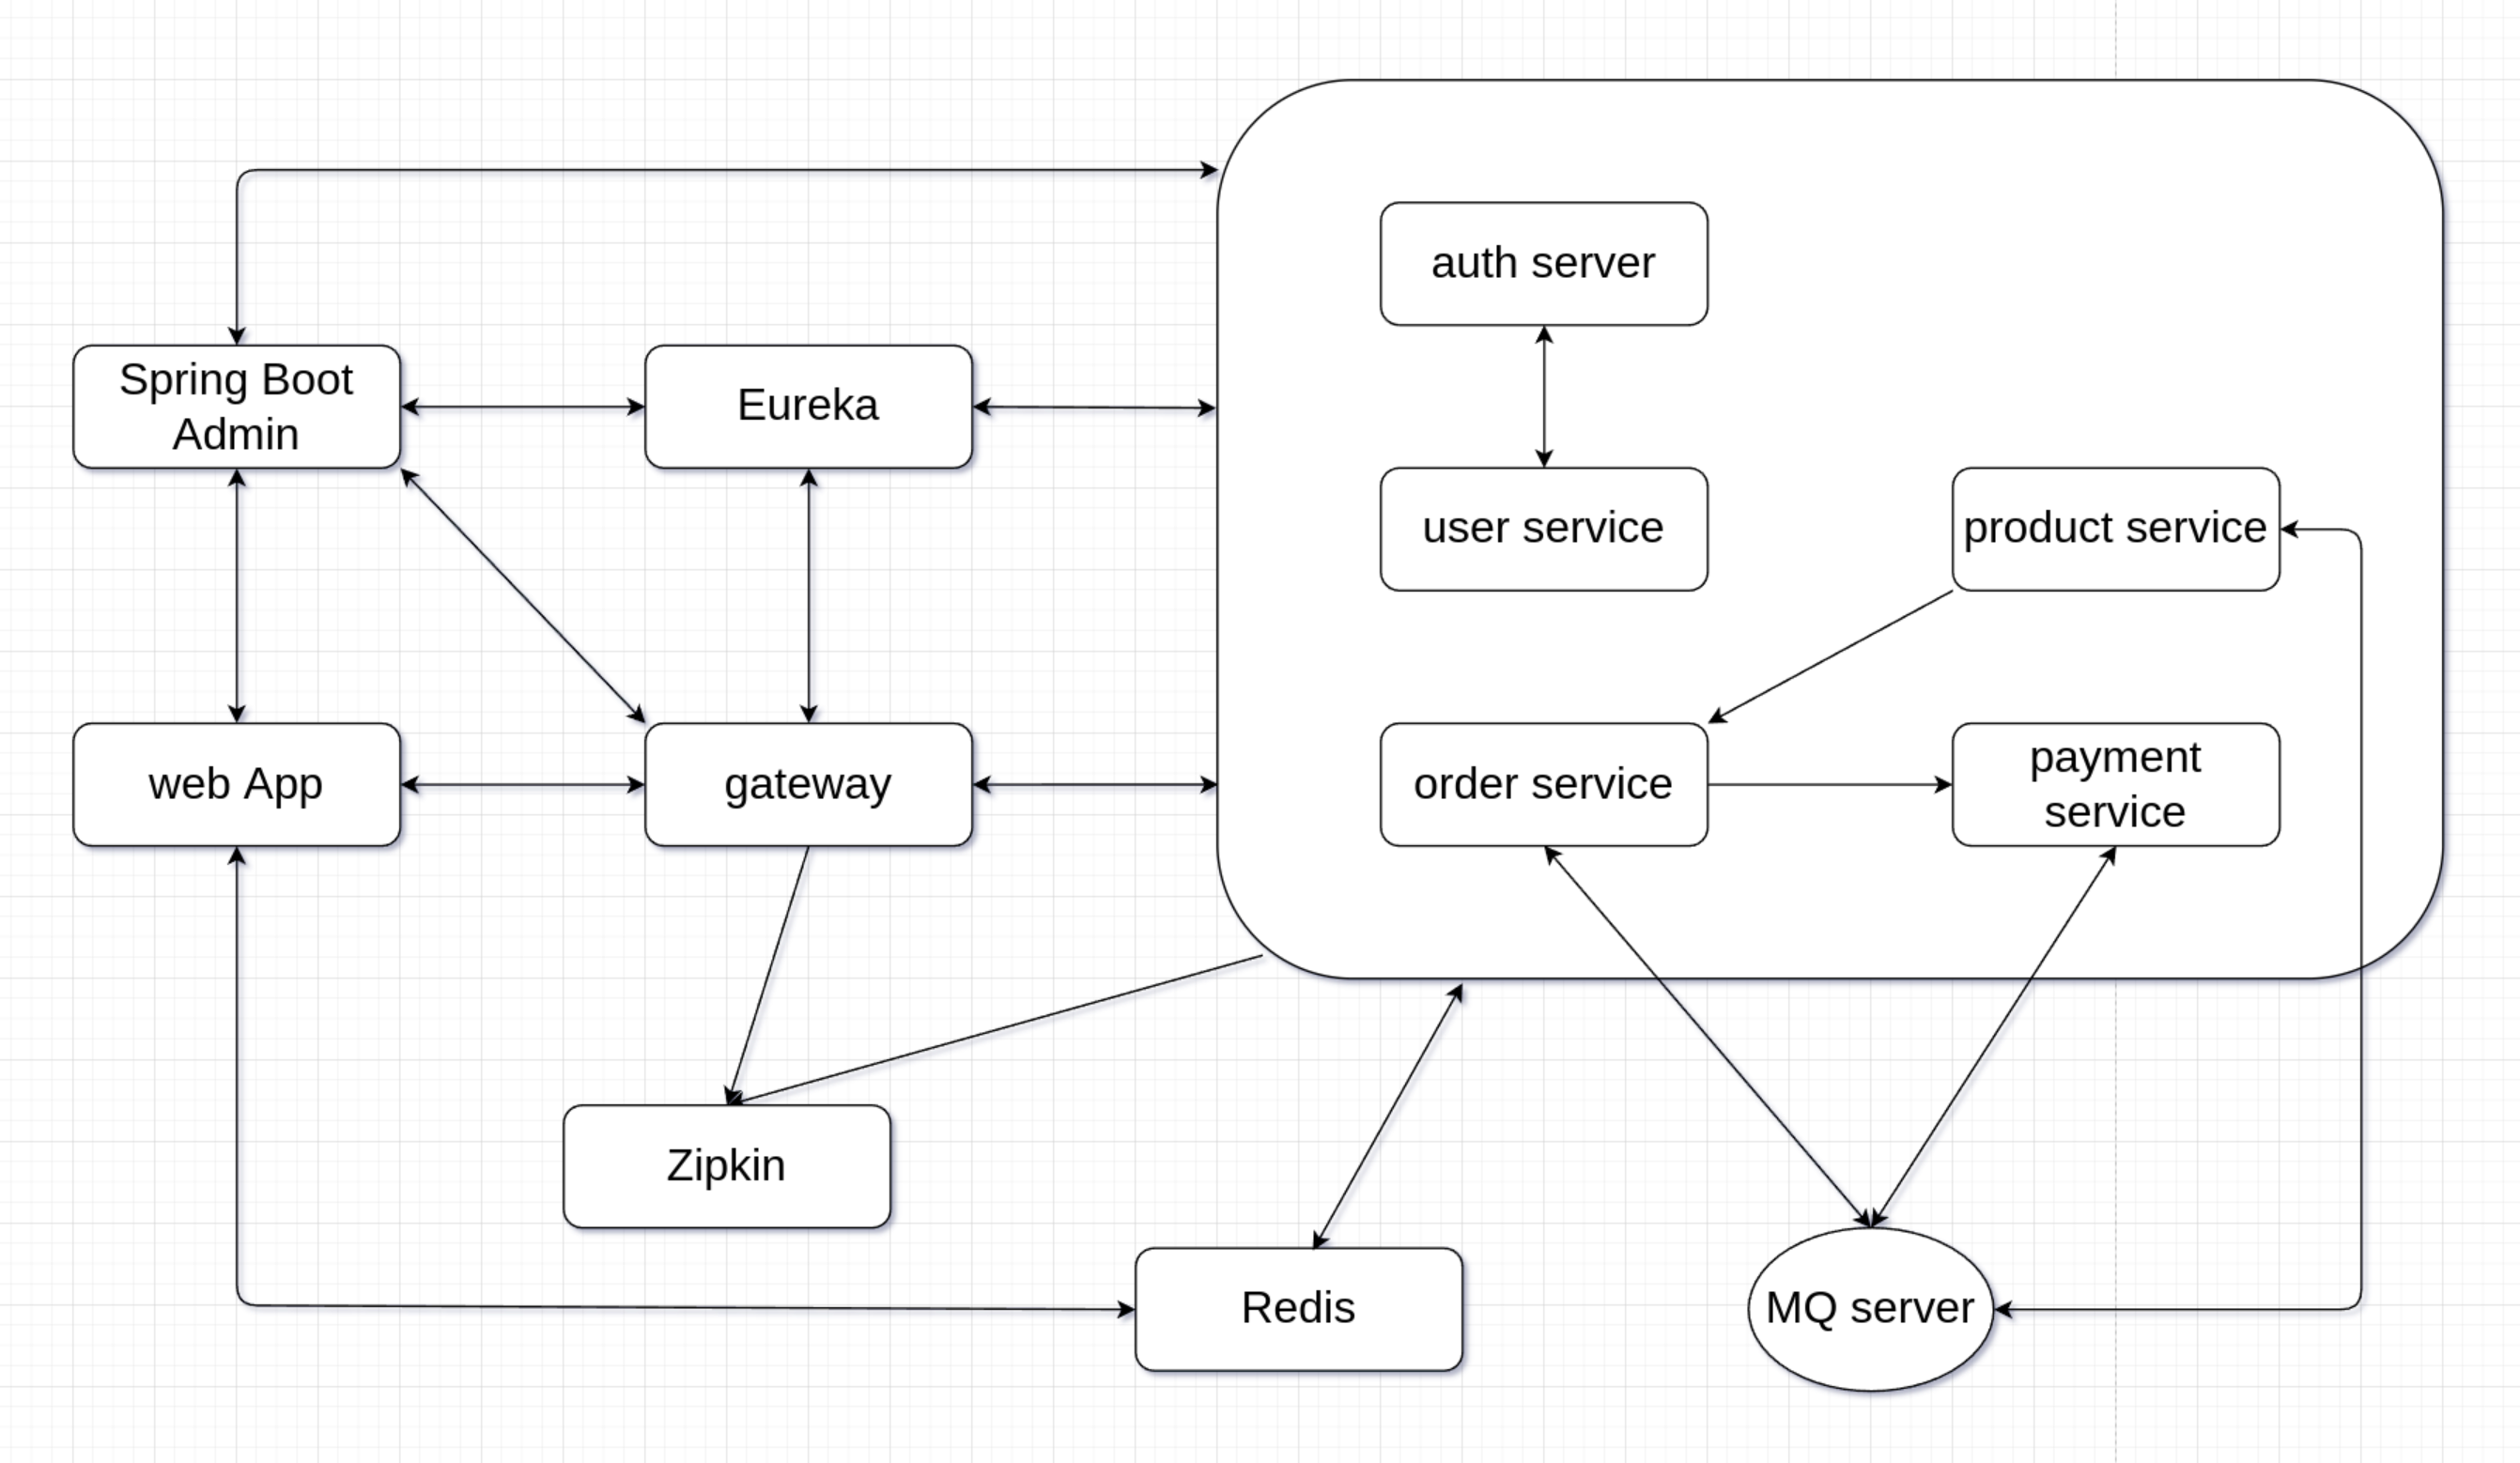 auth server
Spring Boot
Admin
Eureka
user service
product service
web App
gateway
order service
payment
service
Zipkin
Redis
MQ server